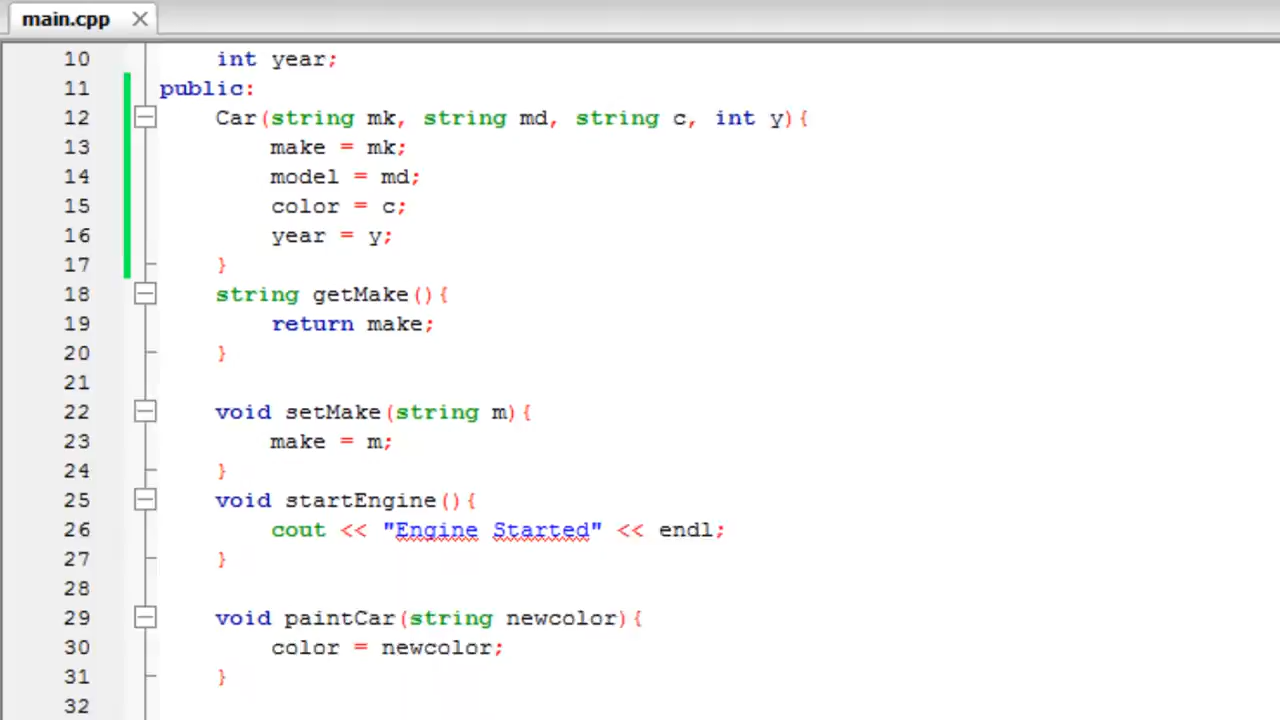 main.cpp
10 int year;
11 public:
12 Car(string mk, string md, string c, int y){
13 make = mk;
14 model = md;
15 color = c;
16 year = y;
17 }
18 string getMake(){
19 return make;
20 }
21
22 void setMake(string m){
23 make = m;
24 }
25 void startEngine(){
26 cout << "Engine Started" << endl;
27 }
28
29 void paintCar(string newcolor){
30 color = newcolor;
31 }
32